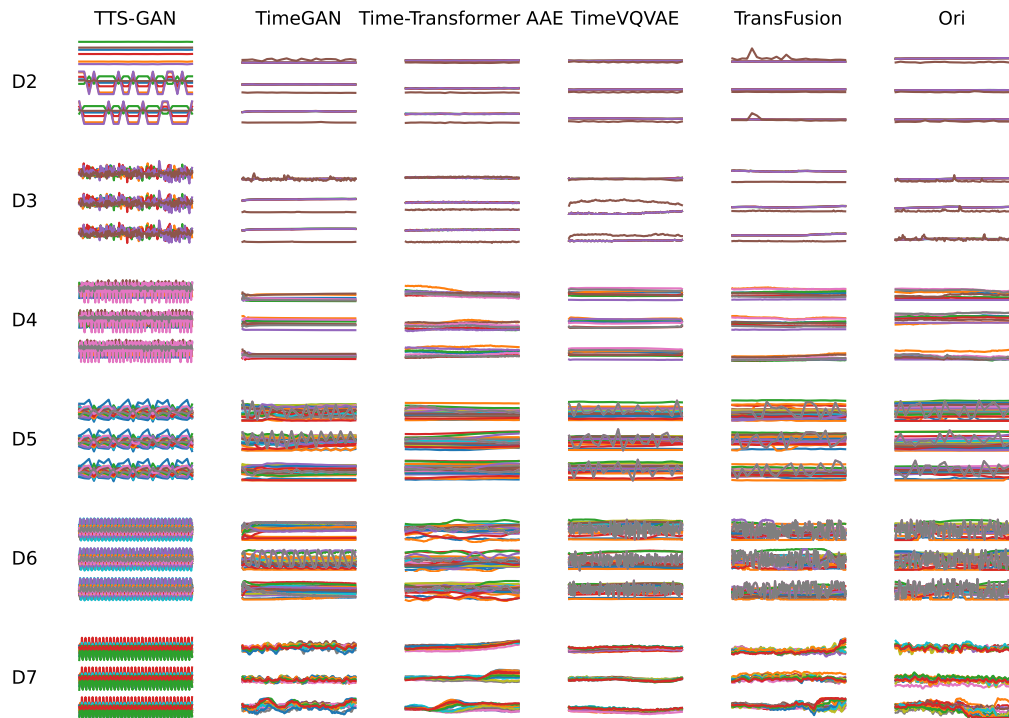 TTS-GAN TimeGAN Time-Transformer AAE TimeVQVAE TransFusion Ori
D2
D3
D4
D5
D6
D7